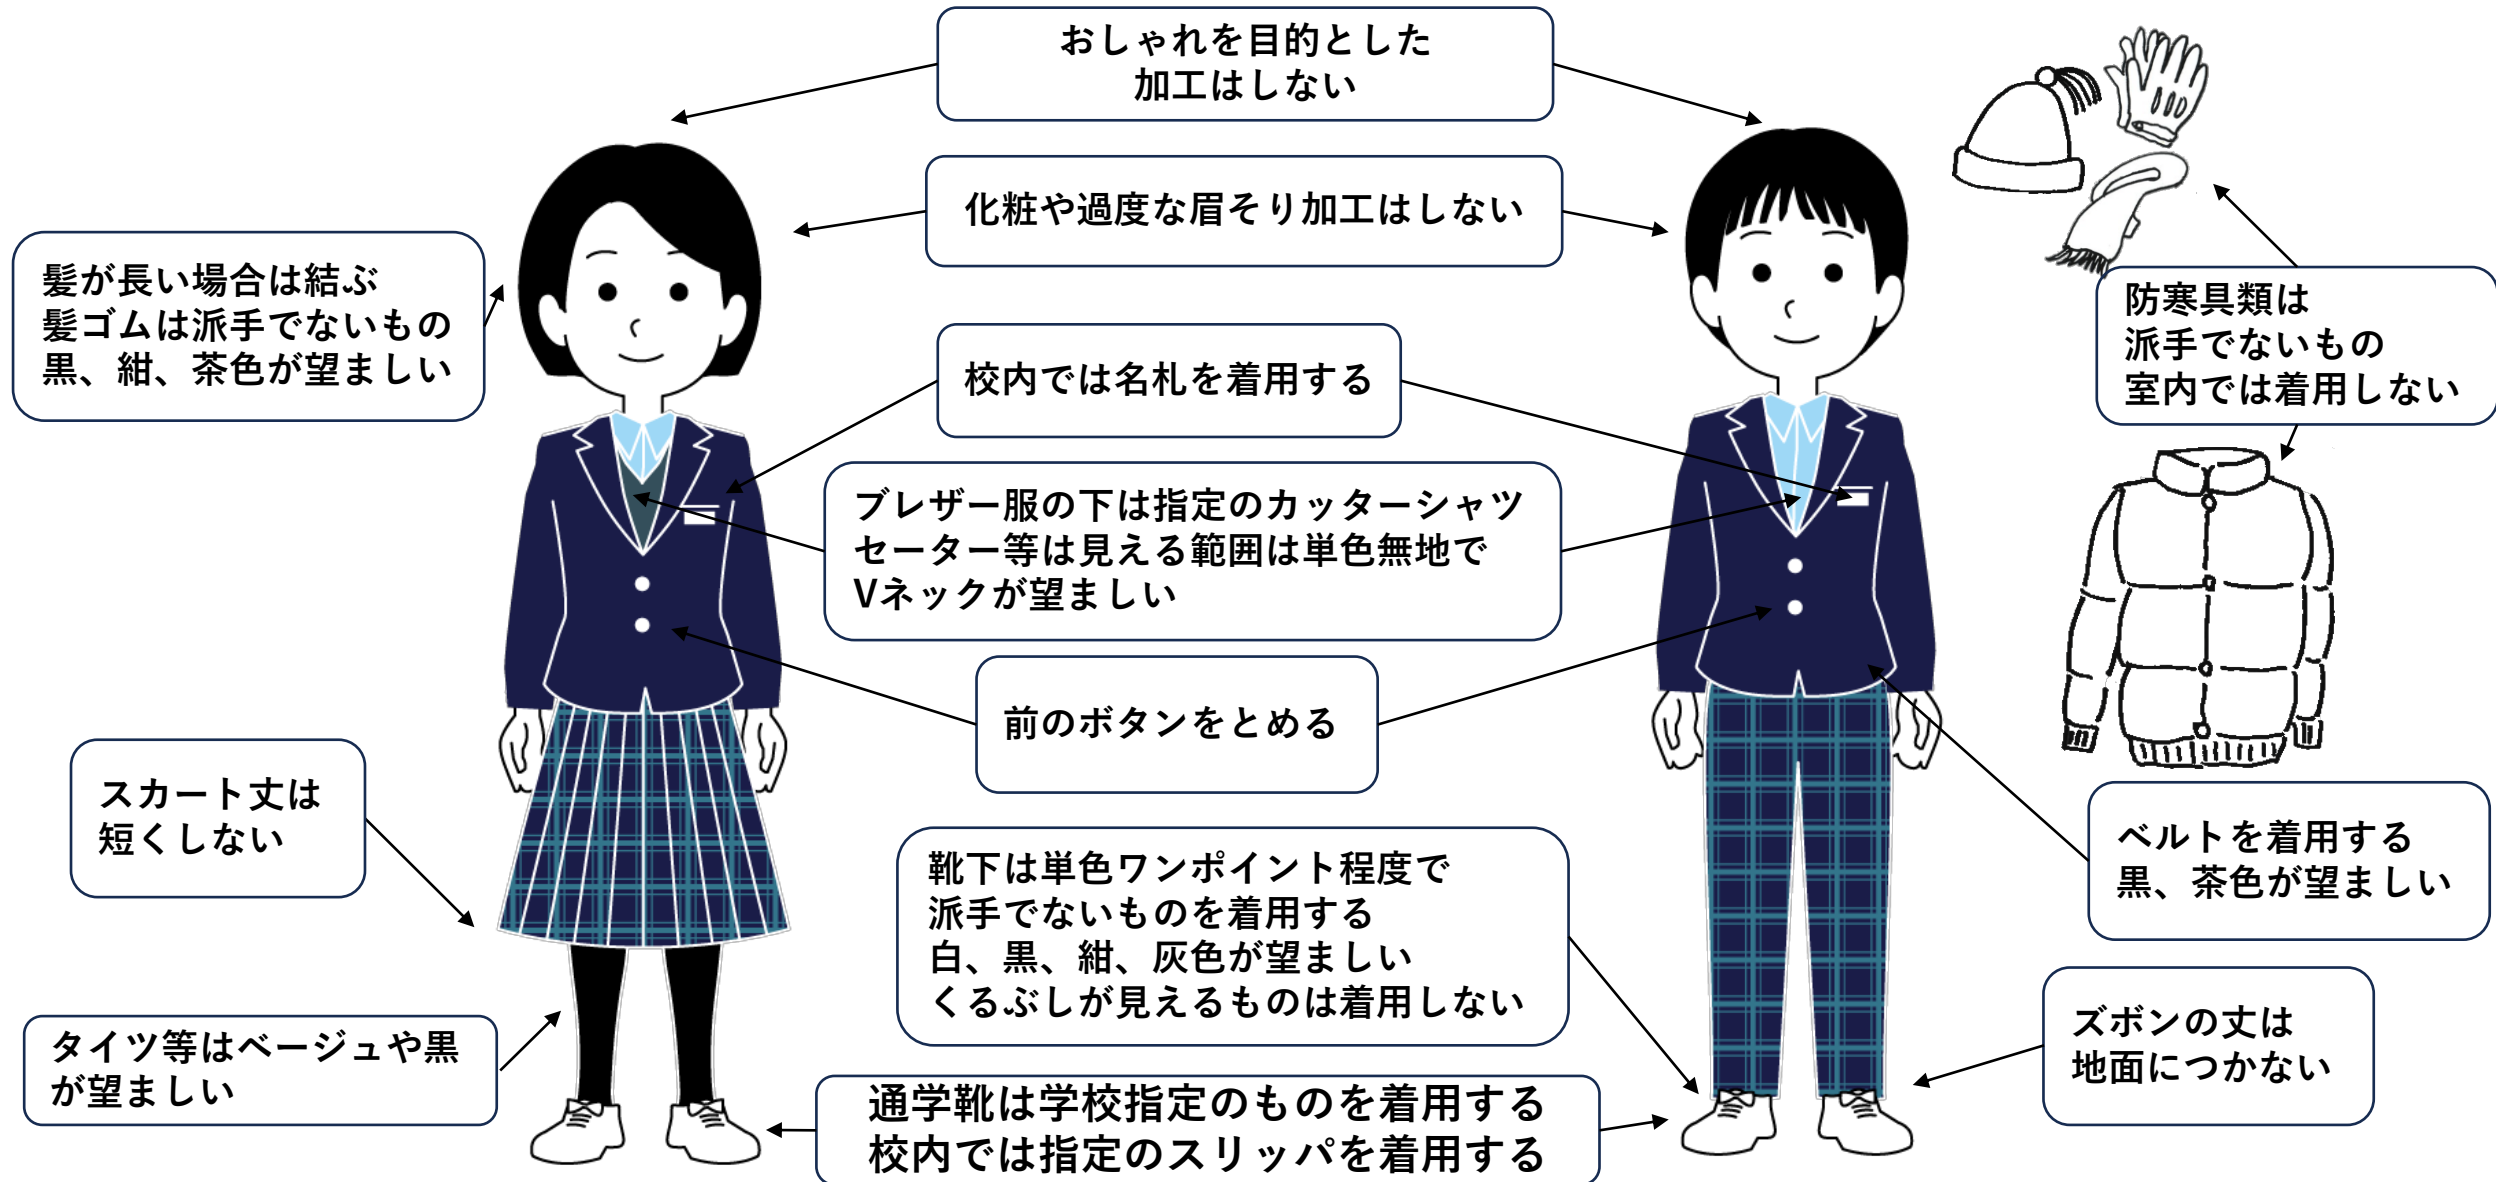 おしゃれを目的とした
加工はしない
化粧や過度な眉そり加工はしない
髪が長い場合は結ぶ
髪ゴムは派手でないもの
黒、紺、茶色が望ましい
防寒具類は
派手でないもの
室内では着用しない
校内では名札を着用する
ブレザー服の下は指定のカッターシャツ
セーター等は見える範囲は単色無地で
Vネックが望ましい
前のボタンをとめる
スカート丈は
短くしない
ベルトを着用する
黒、茶色が望ましい
靴下は単色ワンポイント程度で
派手でないものを着用する
白、黒、紺、灰色が望ましい
くるぶしが見えるものは着用しない
タイツ等はベージュや黒
が望ましい
ズボンの丈は
地面につかない
通学靴は学校指定のものを着用する
校内では指定のスリッパを着用する